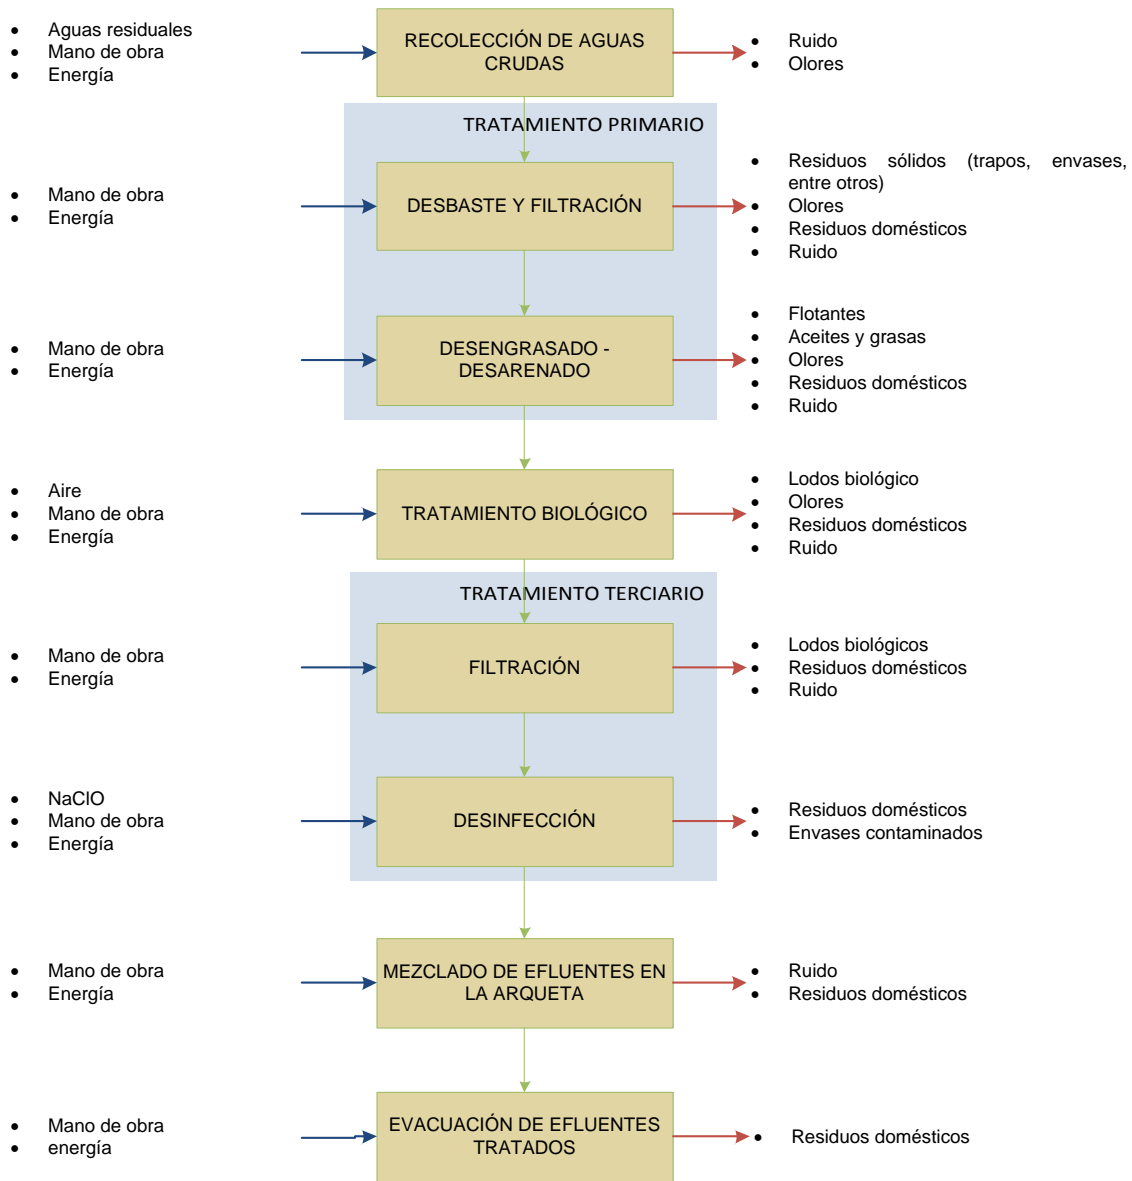 • Aguas residuales
• Mano de obra
• Energía
RECOLECCIÓN DE AGUAS
CRUDAS
• Ruido
• Olores
TRATAMIENTO PRIMARIO
• Mano de obra
• Energía
DESBASTE Y FILTRACIÓN
• Residuos sólidos (trapos, envases,
entre otros)
• Olores
• Residuos domésticos
• Ruido
• Mano de obra
• Energía
DESENGRASADO -
DESARENADO
• Flotantes
• Aceites y grasas
• Olores
• Residuos domésticos
• Ruido
• Aire
• Mano de obra
• Energía
TRATAMIENTO BIOLÓGICO
• Lodos biológico
• Olores
• Residuos domésticos
• Ruido
TRATAMIENTO TERCIARIO
• Mano de obra
• Energía
FILTRACIÓN
• Lodos biológicos
• Residuos domésticos
• Ruido
• NaClO
• Mano de obra
• Energía
DESINFECCIÓN
• Residuos domésticos
• Envases contaminados
• Mano de obra
• Energía
MEZCLADO DE EFLUENTES EN
LA ARQUETA
• Ruido
• Residuos domésticos
• Mano de obra
• energía
EVACUACIÓN DE EFLUENTES
TRATADOS
• Residuos domésticos